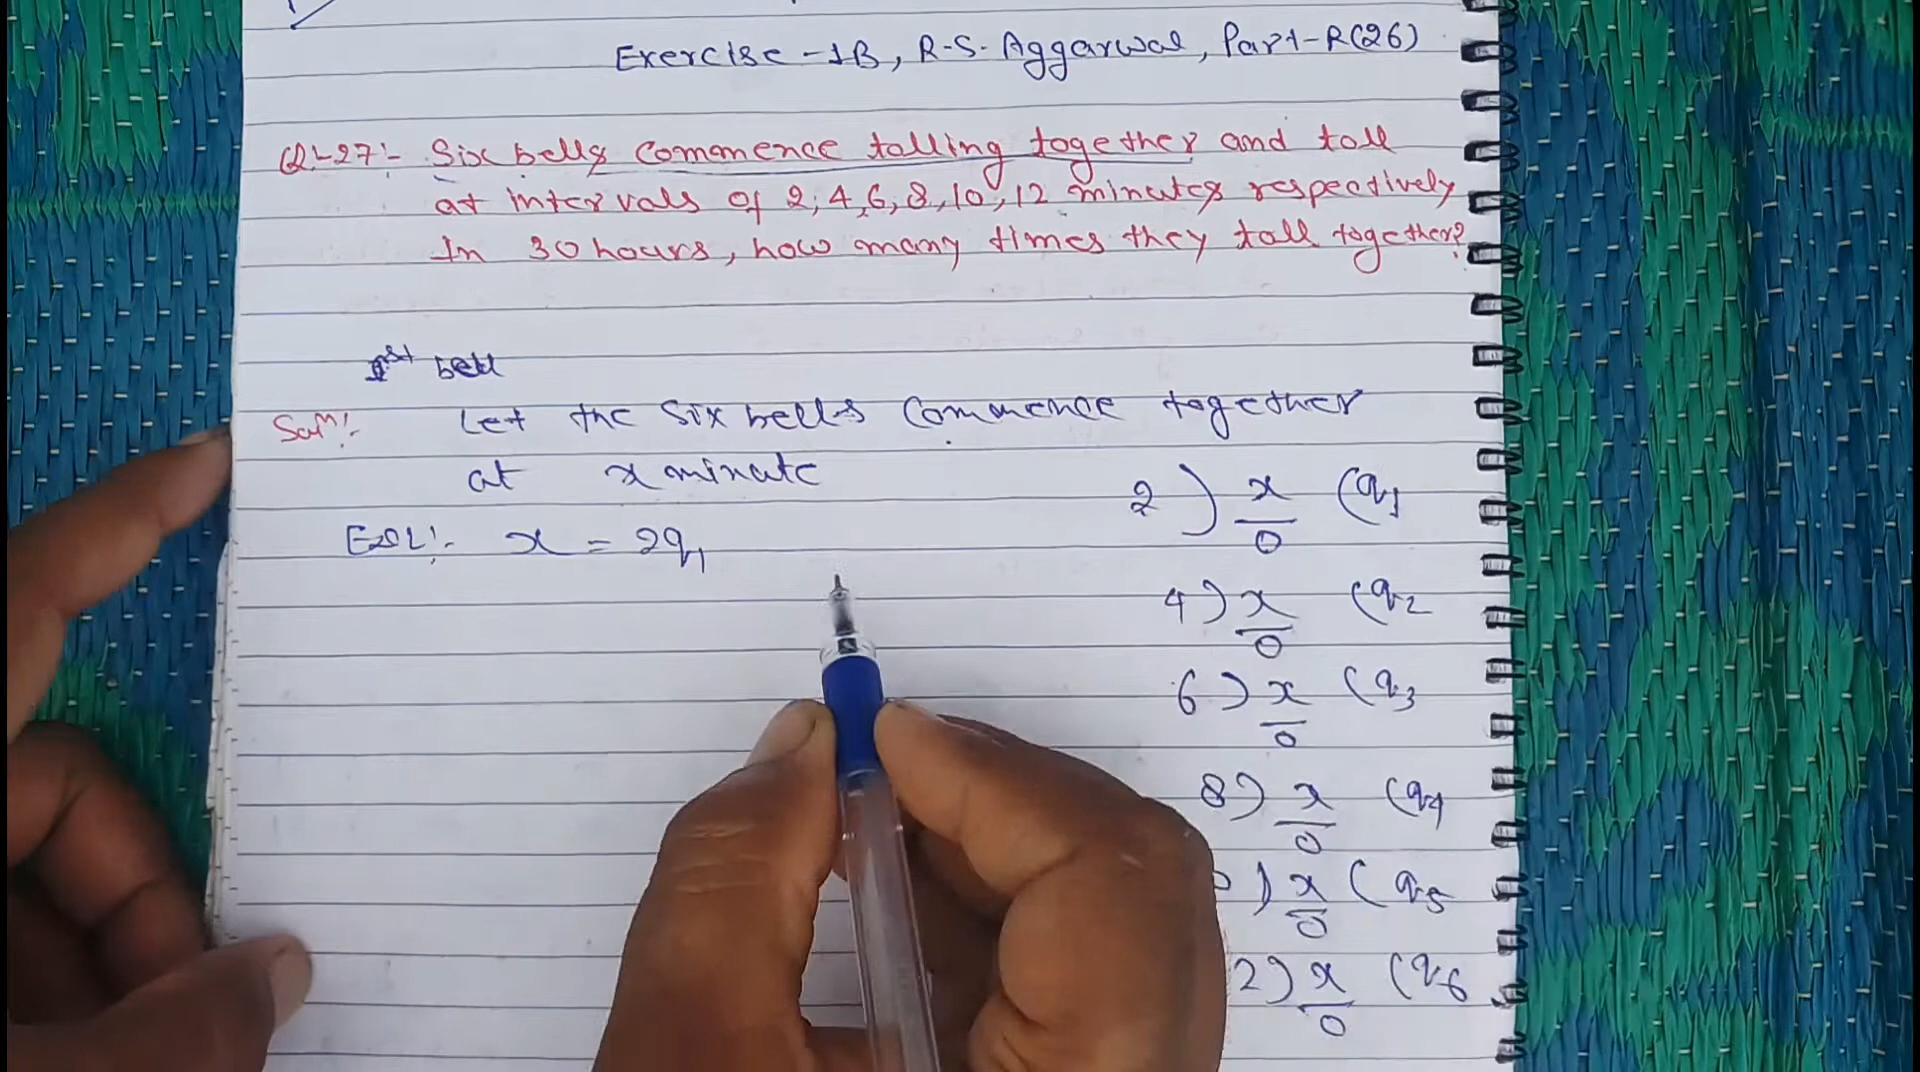 Exercise-1B, R-S-Aggarwal, Part-R(26)
Q-27:- Six bells commence tolling together and toll
at intervals of 2, 4, 6, 8, 10, 12 minutes respectively
In 30 hours, how many times they toll together?
1st bell
Soln:- Let the six bells commence together
at x minute
2) x (q1
0
EDL:- x = 2q1
4) x (q2
0
6) x (q3
0
8) x (q4
0
) x (q5
0
2) x (q6
0